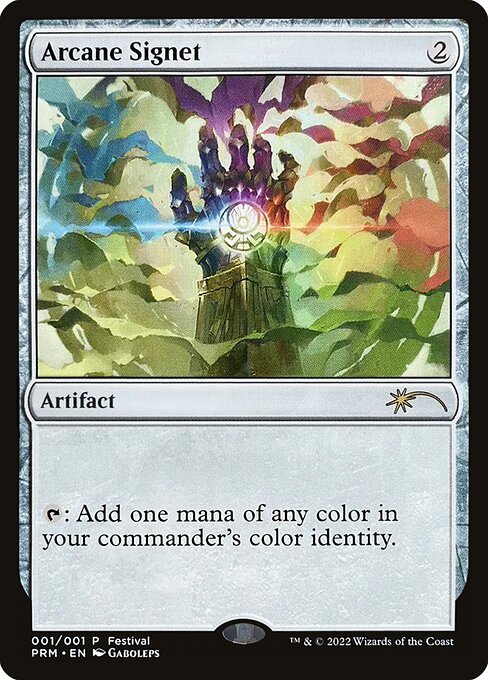 Arcane Signet 2
Artifact
: Add one mana of any color in
your commander's color identity.
001/001 P Festival
PRM • EN Gaboleps
™ & © 2022 Wizards of the Coast